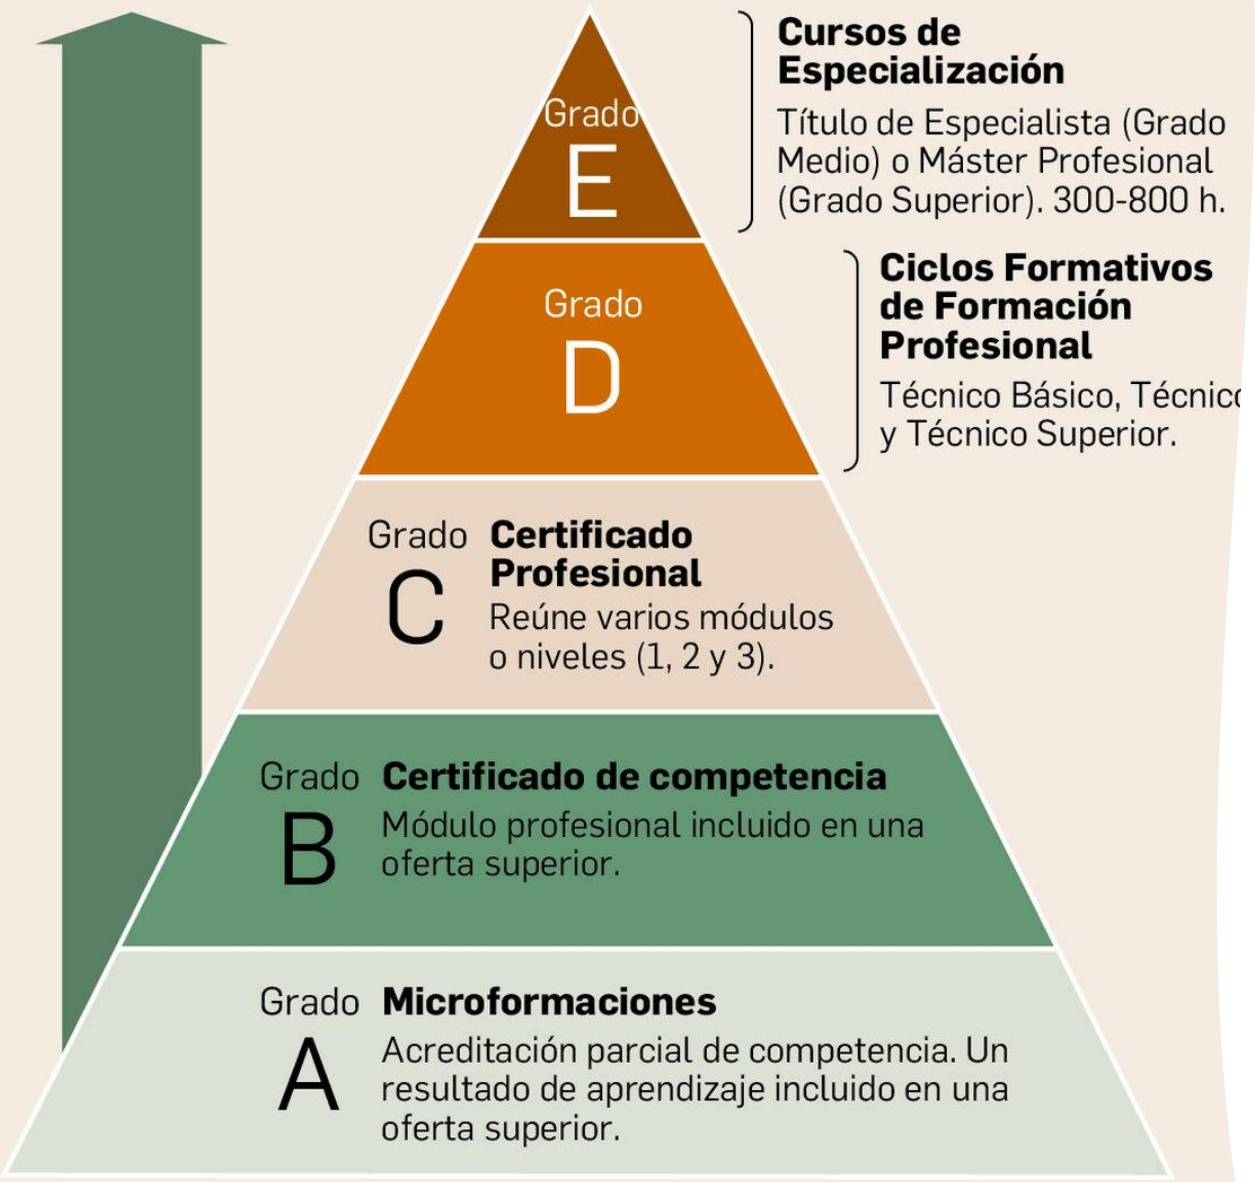 Grado
E
Cursos de
Especialización
Título de Especialista (Grado
Medio) o Máster Profesional
(Grado Superior). 300-800 h.
Grado
D
Ciclos Formativos
de Formación
Profesional
Técnico Básico, Técnico
y Técnico Superior.
Grado
C
Certificado
Profesional
Reúne varios módulos
o niveles (1, 2 y 3).
Grado
B
Certificado de competencia
Módulo profesional incluido en una
oferta superior.
Grado
A
Microformaciones
Acreditación parcial de competencia. Un
resultado de aprendizaje incluido en una
oferta superior.